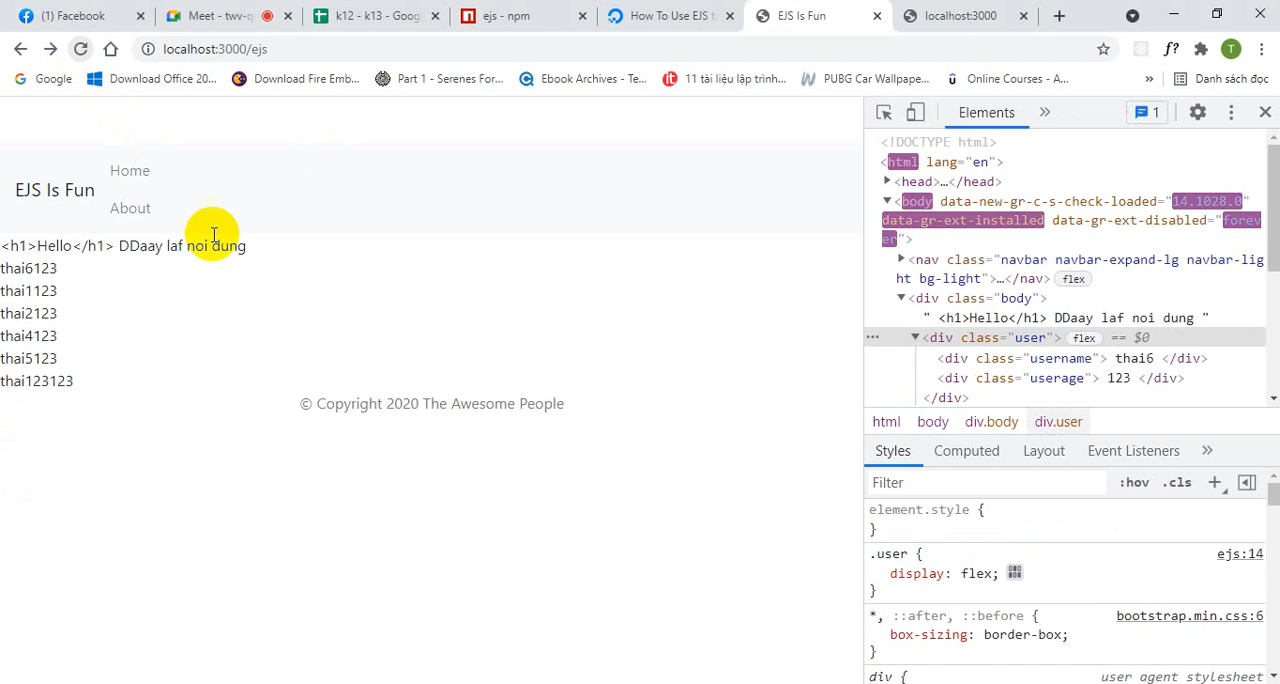 Facebook
Meet - twv-q
k12 - k13 - Goog
ejs - npm
How To Use EJS t
EJS Is Fun
localhost:3000
localhost:3000/ejs
f?
T
Google
Download Office 20...
Download Fire Emb...
Part 1 - Serenes For...
Ebook Archives - Te...
11 tài liệu lập trình...
PUBG Car Wallpape...
Online Courses - A...
»
Danh sách đọc
EJS Is Fun
Home
About
<h1>Hello</h1> DDaay laf noi dung
thai6123
thai1123
thai2123
thai4123
thai5123
thai123123
© Copyright 2020 The Awesome People
Elements
»
1
<!DOCTYPE html>
<html lang="en">
<head>…</head>
<body data-new-gr-c-s-check-loaded="14.1028.0"
data-gr-ext-installed data-gr-ext-disabled="forev
er">
<nav class="navbar navbar-expand-lg navbar-lig
ht bg-light">…</nav> flex
<div class="body">
" <h1>Hello</h1> DDaay laf noi dung "
<div class="user"> flex == $0
<div class="username"> thai6 </div>
<div class="userage"> 123 </div>
</div>
html body div.body div.user
Styles Computed Layout Event Listeners »
Filter :hov .cls +
element.style {
}
.user { ejs:14
display: flex;
}
*, ::after, ::before { bootstrap.min.css:6
box-sizing: border-box;
}
div { user agent stylesheet